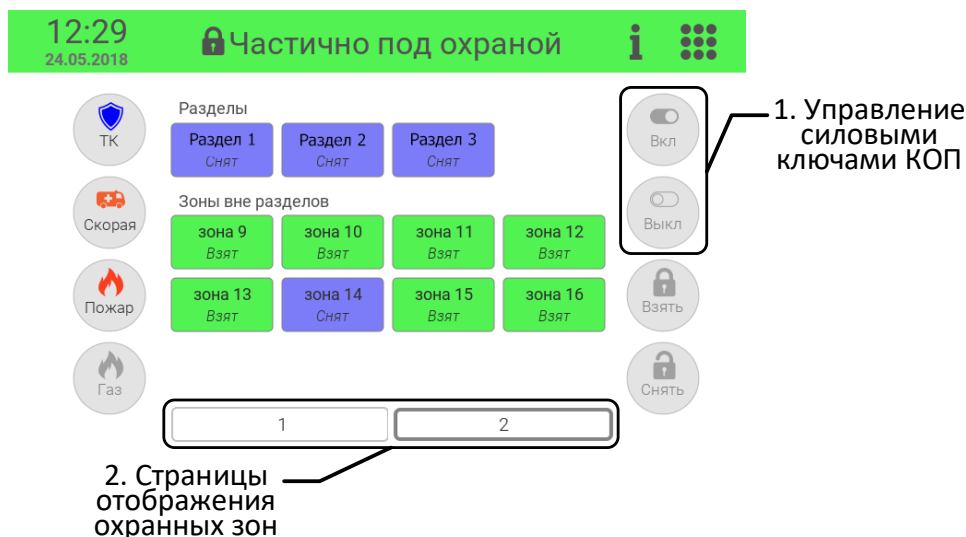 12:29
24.05.2018
Частично под охраной
i
ТК
Скорая
Пожар
Газ
Разделы
Раздел 1
Снят
Раздел 2
Снят
Раздел 3
Снят
Зоны вне разделов
зона 9
Взят
зона 10
Взят
зона 11
Взят
зона 12
Взят
зона 13
Взят
зона 14
Снят
зона 15
Взят
зона 16
Взят
1
2
Вкл
Выкл
Взять
Снять
1. Управление
силовыми
ключами КОП
2. Страницы
отображения
охранных зон